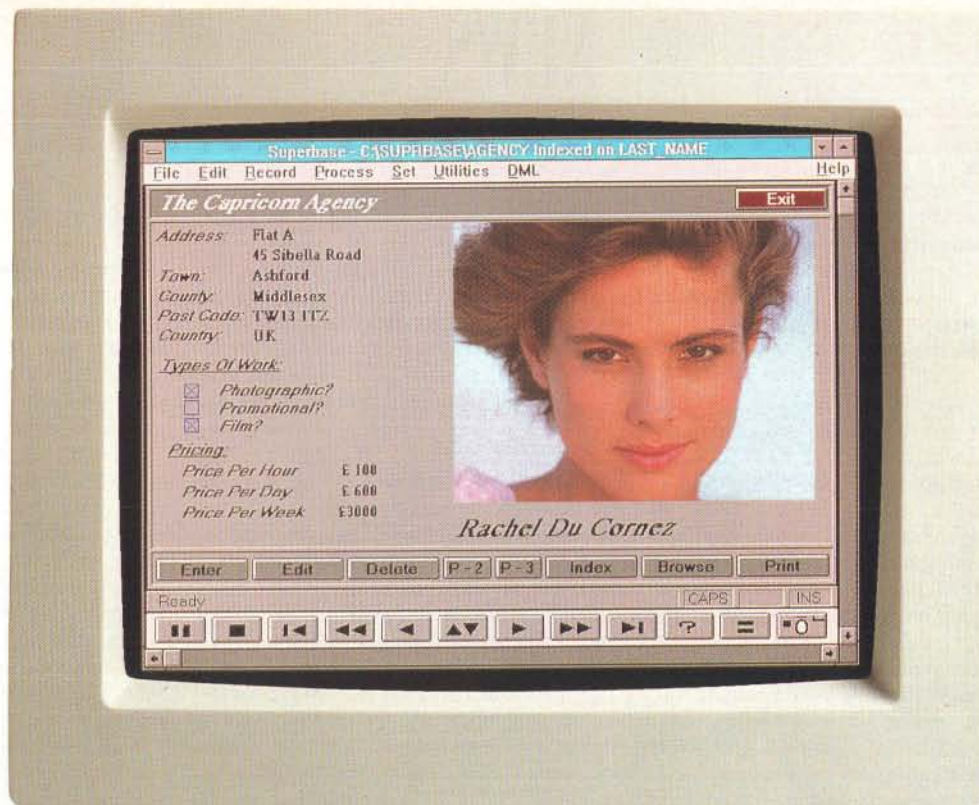 Superbase - C:\SUPRBASE\AGENCY Indexed on LAST_NAME
File Edit Record Process Set Utilities DML Help
The Capricorn Agency Exit
Address: Flat A
45 Sibella Road
Town: Ashford
County: Middlesex
Post Code: TW13 1TZ
Country: UK
Types Of Work:
Photographic?
Promotional?
Film?
Pricing:
Price Per Hour £ 100
Price Per Day £ 600
Price Per Week £3000
Rachel Du Cornez
Enter Edit Delete P - 2 P - 3 Index Browse Print
Ready CAPS INS
?